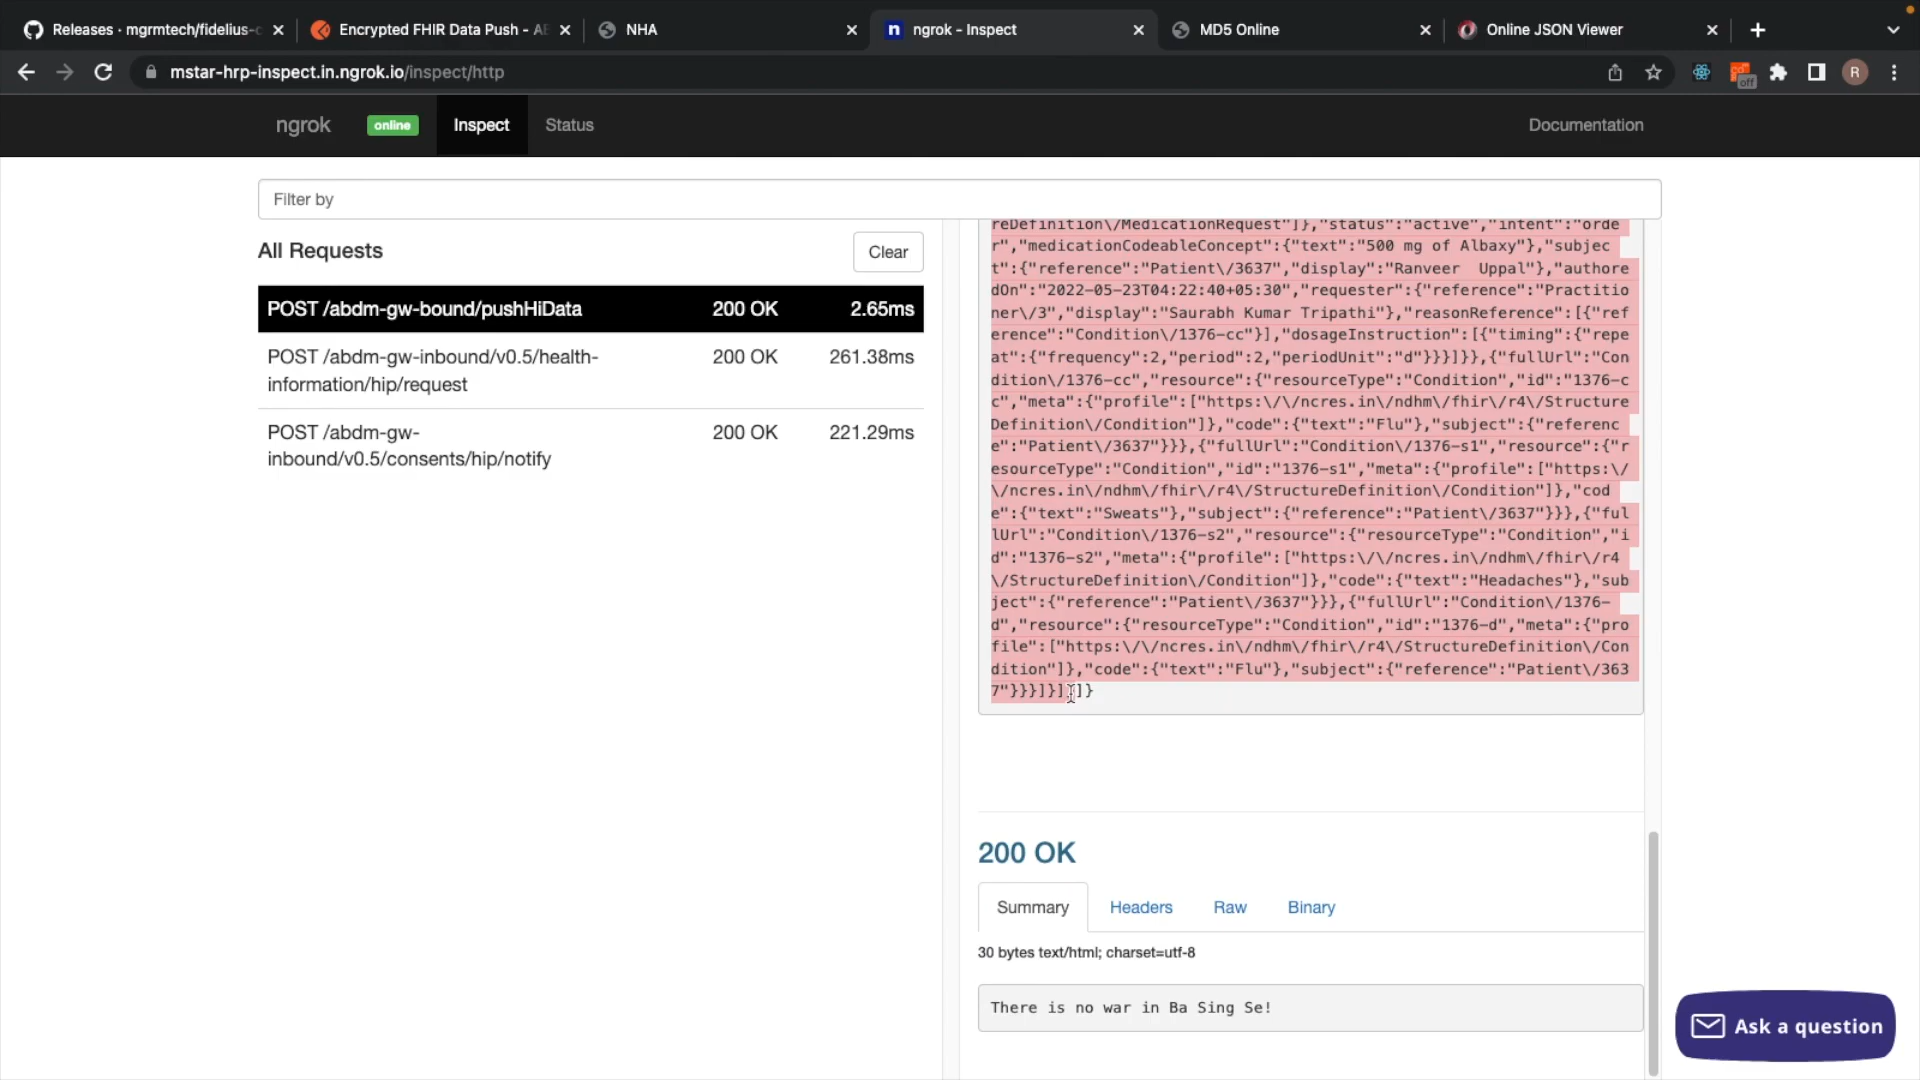 Releases · mgrmtech/fidelius-c
Encrypted FHIR Data Push - AB
NHA
n ngrok - Inspect
MD5 Online
Online JSON Viewer
mstar-hrp-inspect.in.ngrok.io/inspect/http
off
R
ngrok
online
Inspect
Status
Documentation
Filter by
All Requests
Clear
POST /abdm-gw-bound/pushHiData 200 OK 2.65ms
POST /abdm-gw-inbound/v0.5/health- 200 OK 261.38ms
information/hip/request
POST /abdm-gw- 200 OK 221.29ms
inbound/v0.5/consents/hip/notify
reDefinition\/MedicationRequest"]},"status":"active","intent":"orde
r","medicationCodeableConcept":{"text":"500 mg of Albaxy"},"subjec
t":{"reference":"Patient\/3637","display":"Ranveer  Uppal"},"authore
dOn":"2022-05-23T04:22:40+05:30","requester":{"reference":"Practitio
ner\/3","display":"Saurabh Kumar Tripathi"},"reasonReference":[{"ref
erence":"Condition\/1376-cc"}],"dosageInstruction":[{"timing":{"repe
at":{"frequency":2,"period":2,"periodUnit":"d"}}}]}},{"fullUrl":"Con
dition\/1376-cc","resource":{"resourceType":"Condition","id":"1376-c
c","meta":{"profile":["https:\/\/ncres.in\/ndhm\/fhir\/r4\/Structure
Definition\/Condition"]},"code":{"text":"Flu"},"subject":{"referenc
e":"Patient\/3637"}}},{"fullUrl":"Condition\/1376-s1","resource":{"r
esourceType":"Condition","id":"1376-s1","meta":{"profile":["https:\/
\/ncres.in\/ndhm\/fhir\/r4\/StructureDefinition\/Condition"]},"cod
e":{"text":"Sweats"},"subject":{"reference":"Patient\/3637"}}},{"ful
lUrl":"Condition\/1376-s2","resource":{"resourceType":"Condition","i
d":"1376-s2","meta":{"profile":["https:\/\/ncres.in\/ndhm\/fhir\/r4
\/StructureDefinition\/Condition"]},"code":{"text":"Headaches"},"sub
ject":{"reference":"Patient\/3637"}}},{"fullUrl":"Condition\/1376-
d","resource":{"resourceType":"Condition","id":"1376-d","meta":{"pro
file":["https:\/\/ncres.in\/ndhm\/fhir\/r4\/StructureDefinition\/Con
dition"]},"code":{"text":"Flu"},"subject":{"reference":"Patient\/363
7"}}}]}]}]}
200 OK
Summary
Headers
Raw
Binary
30 bytes text/html; charset=utf-8
There is no war in Ba Sing Se!
Ask a question